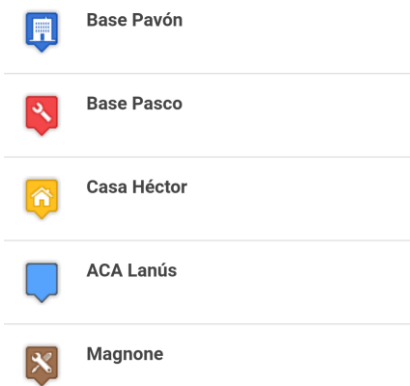 Base Pavón
Base Pasco
Casa Héctor
ACA Lanús
Magnone